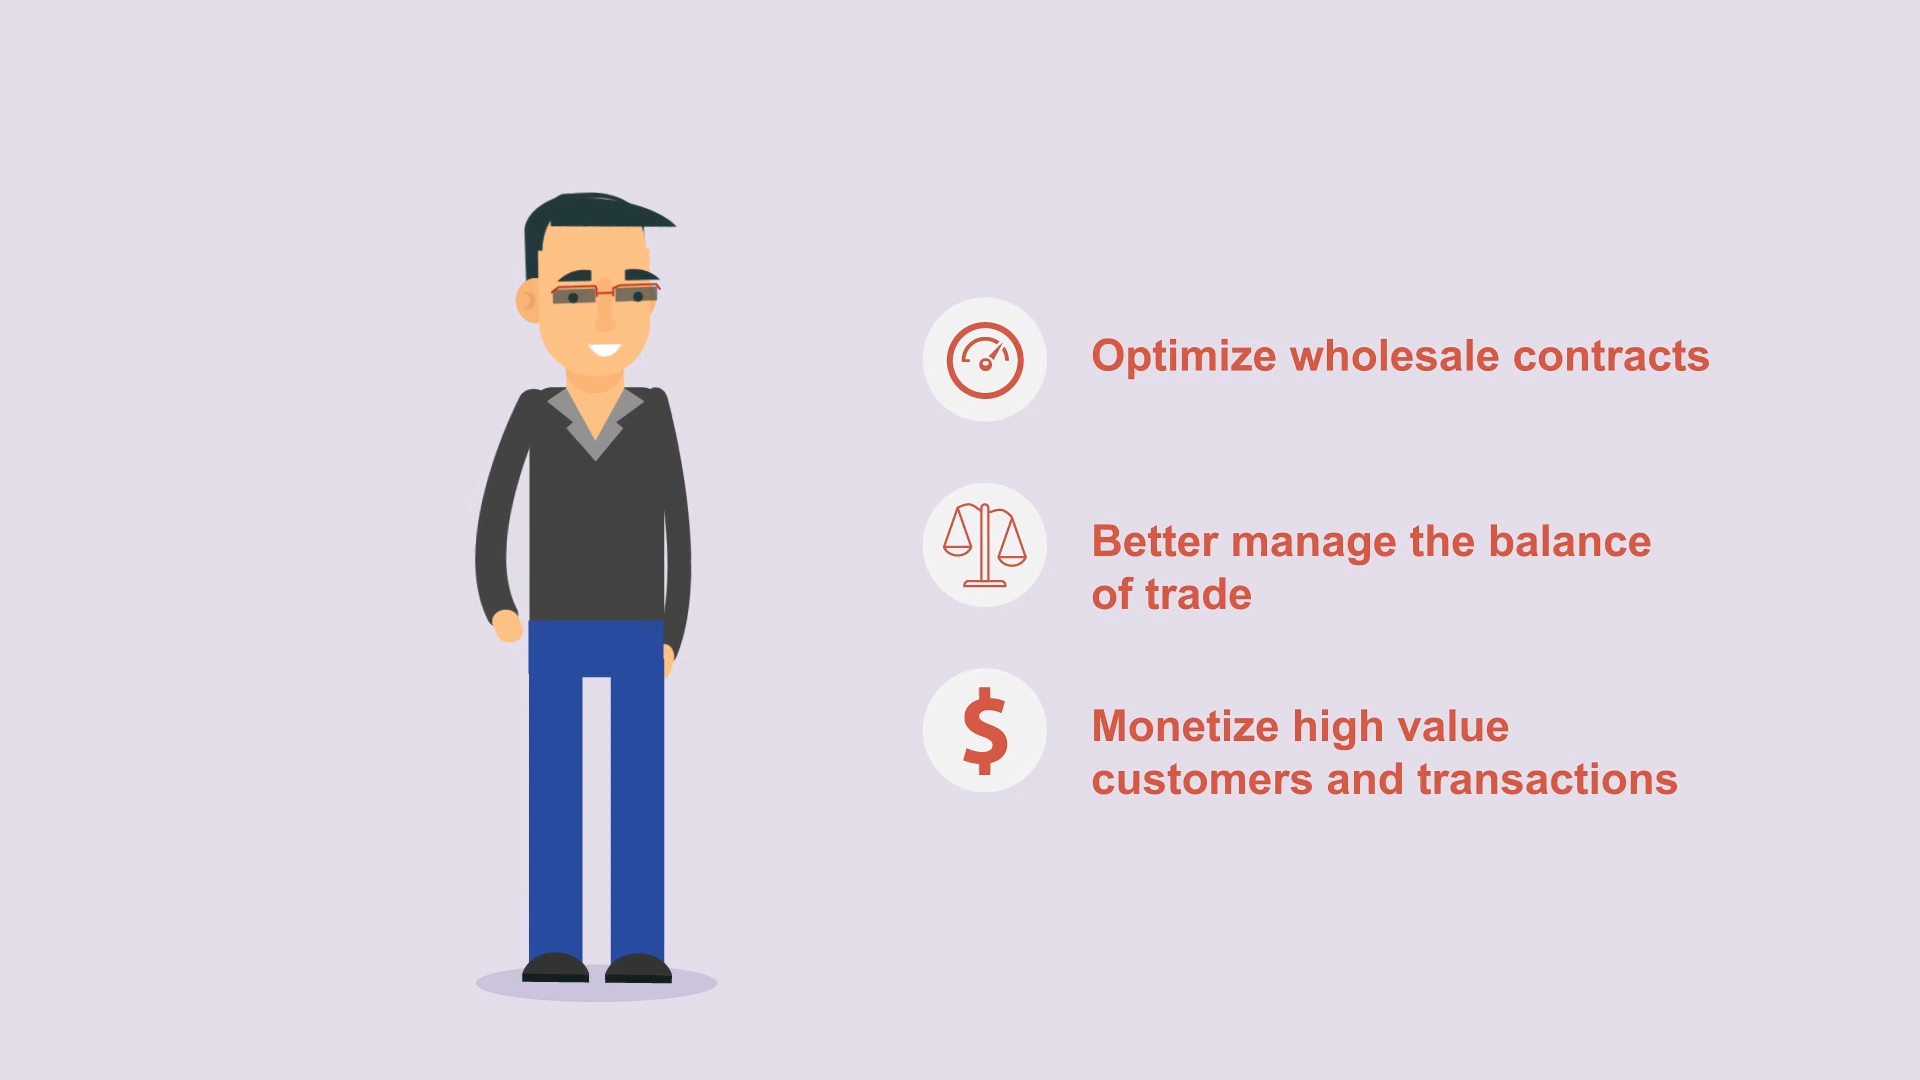 Optimize wholesale contracts
Better manage the balance
of trade
$
Monetize high value
customers and transactions